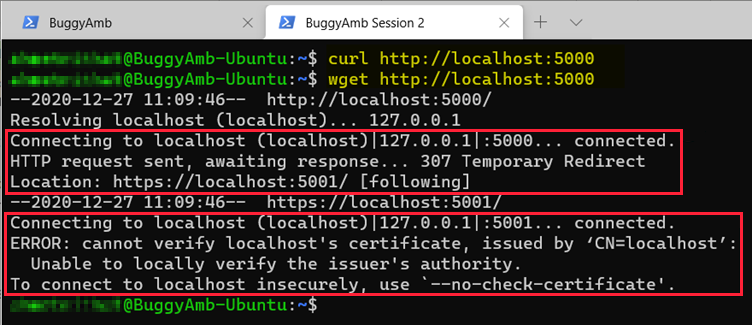 BuggyAmb
BuggyAmb Session 2
@BuggyAmb-Ubuntu:~$ curl http://localhost:5000
@BuggyAmb-Ubuntu:~$ wget http://localhost:5000
--2020-12-27 11:09:46--  http://localhost:5000/
Resolving localhost (localhost)... 127.0.0.1
Connecting to localhost (localhost)|127.0.0.1|:5000... connected.
HTTP request sent, awaiting response... 307 Temporary Redirect
Location: https://localhost:5001/ [following]
--2020-12-27 11:09:46--  https://localhost:5001/
Connecting to localhost (localhost)|127.0.0.1|:5001... connected.
ERROR: cannot verify localhost's certificate, issued by ‘CN=localhost’:
  Unable to locally verify the issuer's authority.
To connect to localhost insecurely, use `--no-check-certificate'.
@BuggyAmb-Ubuntu:~$